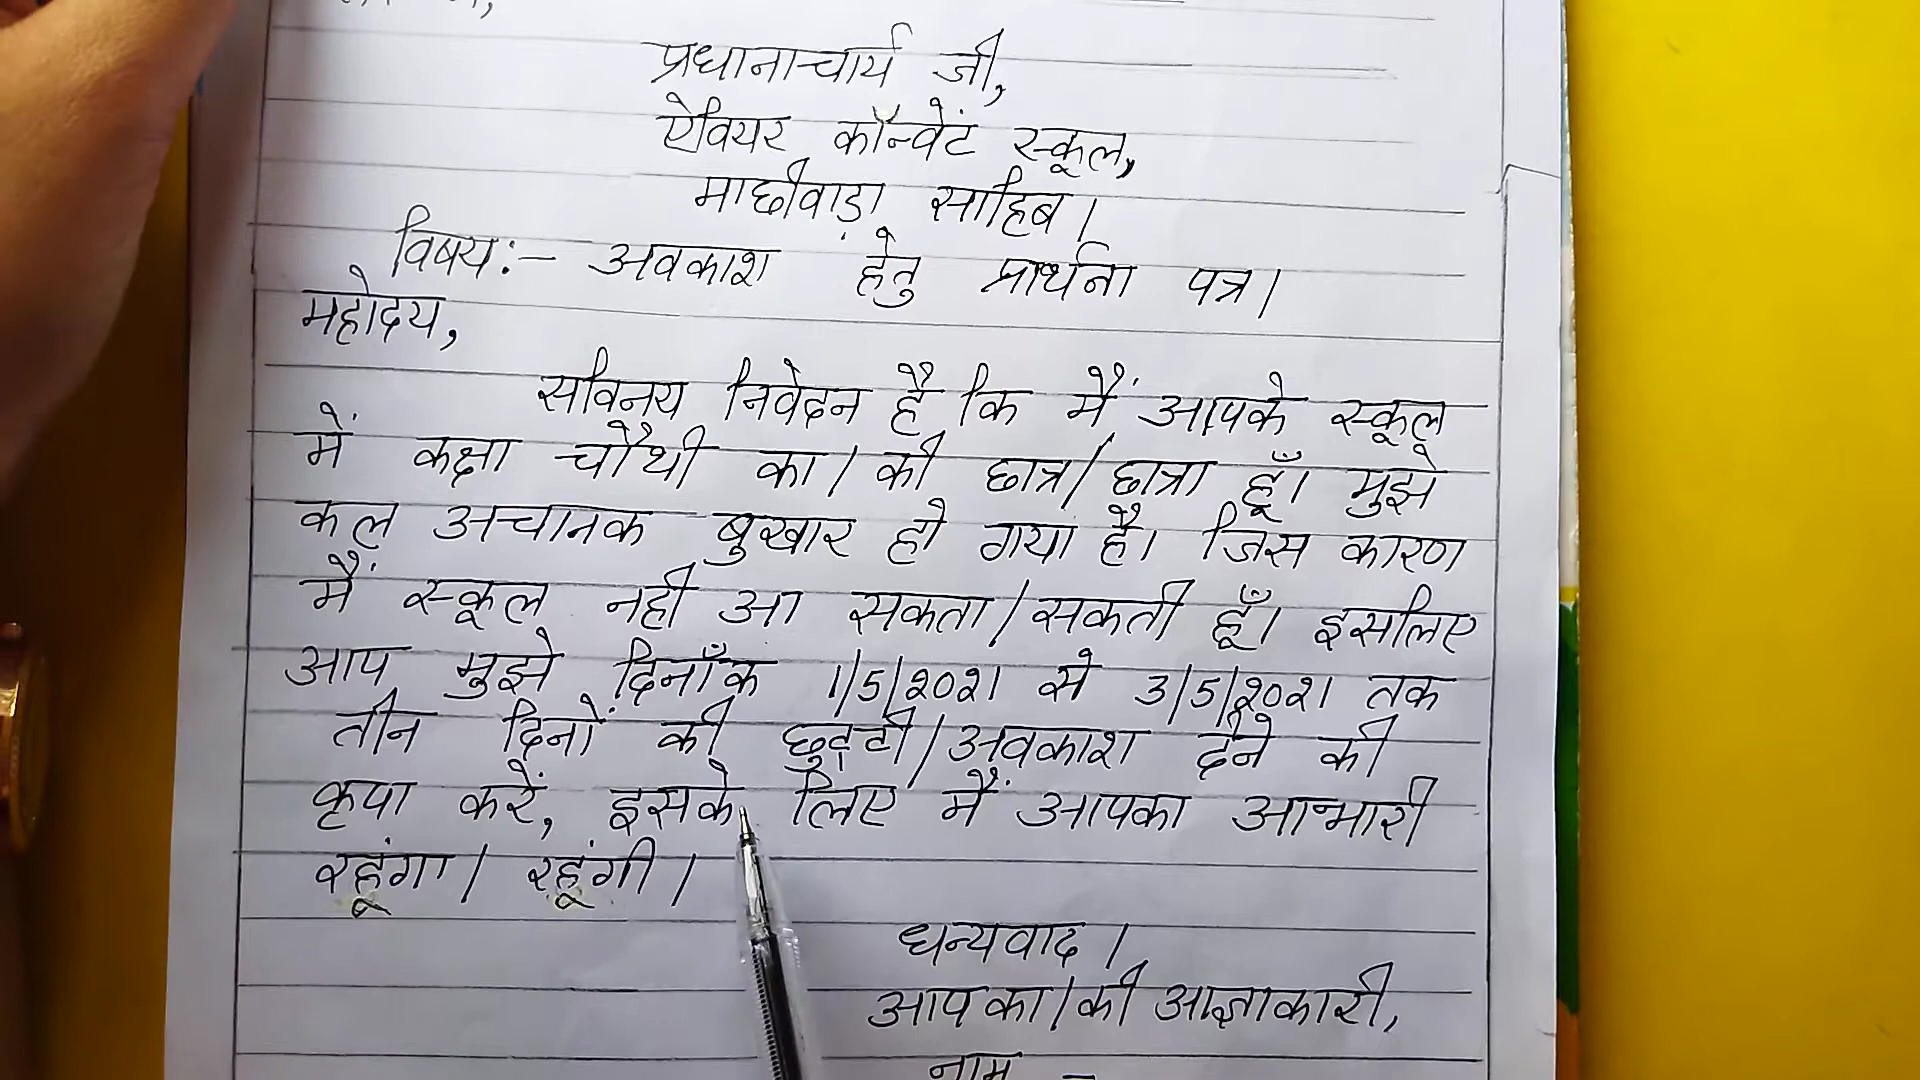 प्रधानाचार्य जी,
ऐवियर कॉन्वेंट स्कूल,
माछीवाड़ा साहिब।
विषय:- अवकाश हेतु प्रार्थना पत्र।
महोदय,
सविनय निवेदन है कि मैं आपके स्कूल
में कक्षा चौथी का/की छात्र/छात्रा हूँ। मुझे
कल अचानक बुखार हो गया है। जिस कारण
मैं स्कूल नही आ सकता/सकती हूँ। इसलिए
आप मुझे दिनाँक 1/5/२०२1 से 3/5/२०२1 तक
तीन दिनों की छुट्टी/अवकाश देने की
कृपा करें, इसके लिए मैं आपका आभारी
रहूंगा/ रहूंगी।
धन्यवाद।
आपका/की आज्ञाकारी,
नाम -